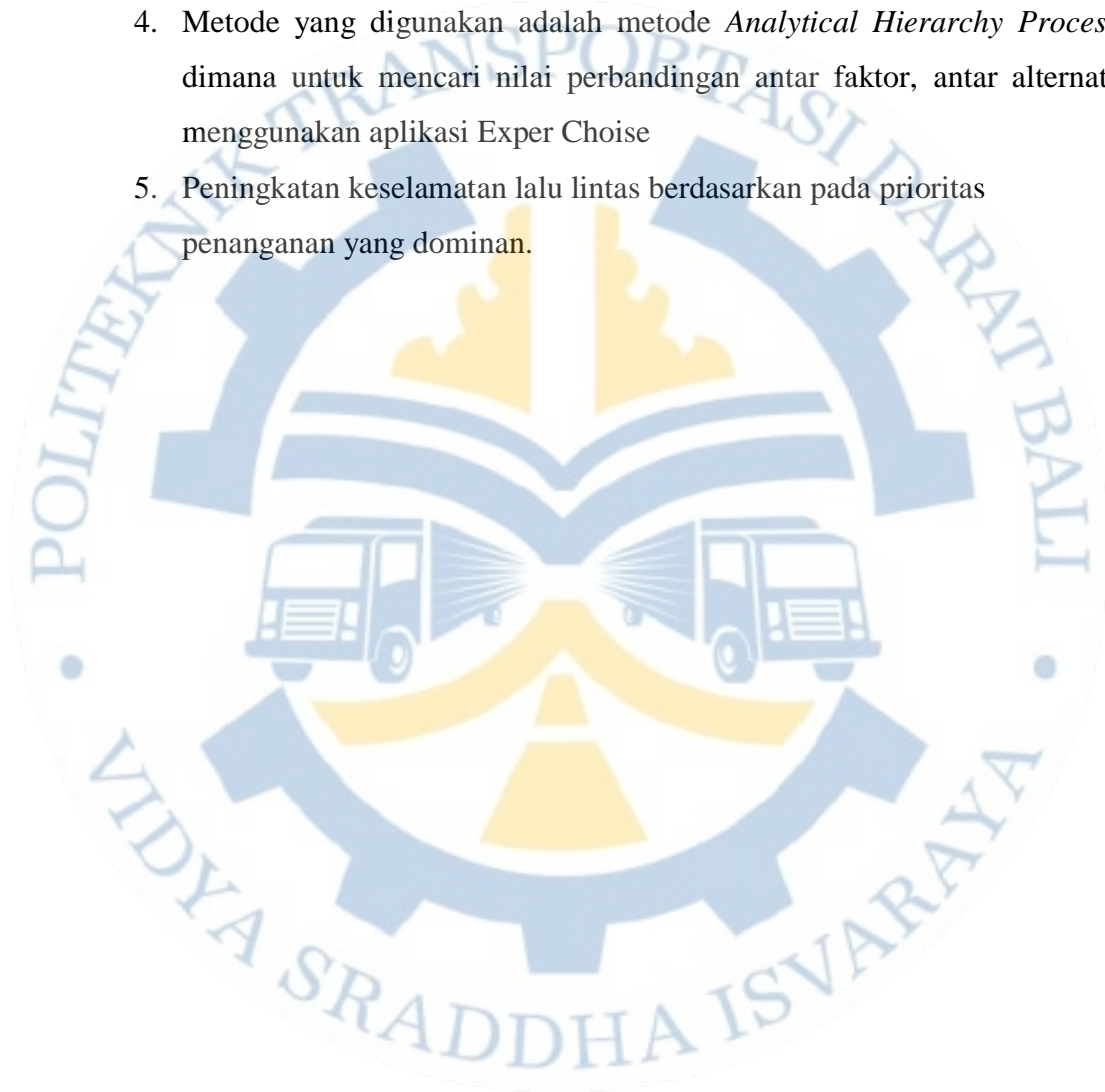 4. Metode yang digunakan adalah metode Analytical Hierarchy Proces
dimana untuk mencari nilai perbandingan antar faktor, antar alternat
menggunakan aplikasi Exper Choise
5. Peningkatan keselamatan lalu lintas berdasarkan pada prioritas
penanganan yang dominan.
POLITEKNIK TRANSPORTASI DARAT BALI
• VIDYA SRADDHA ISVARAYA •